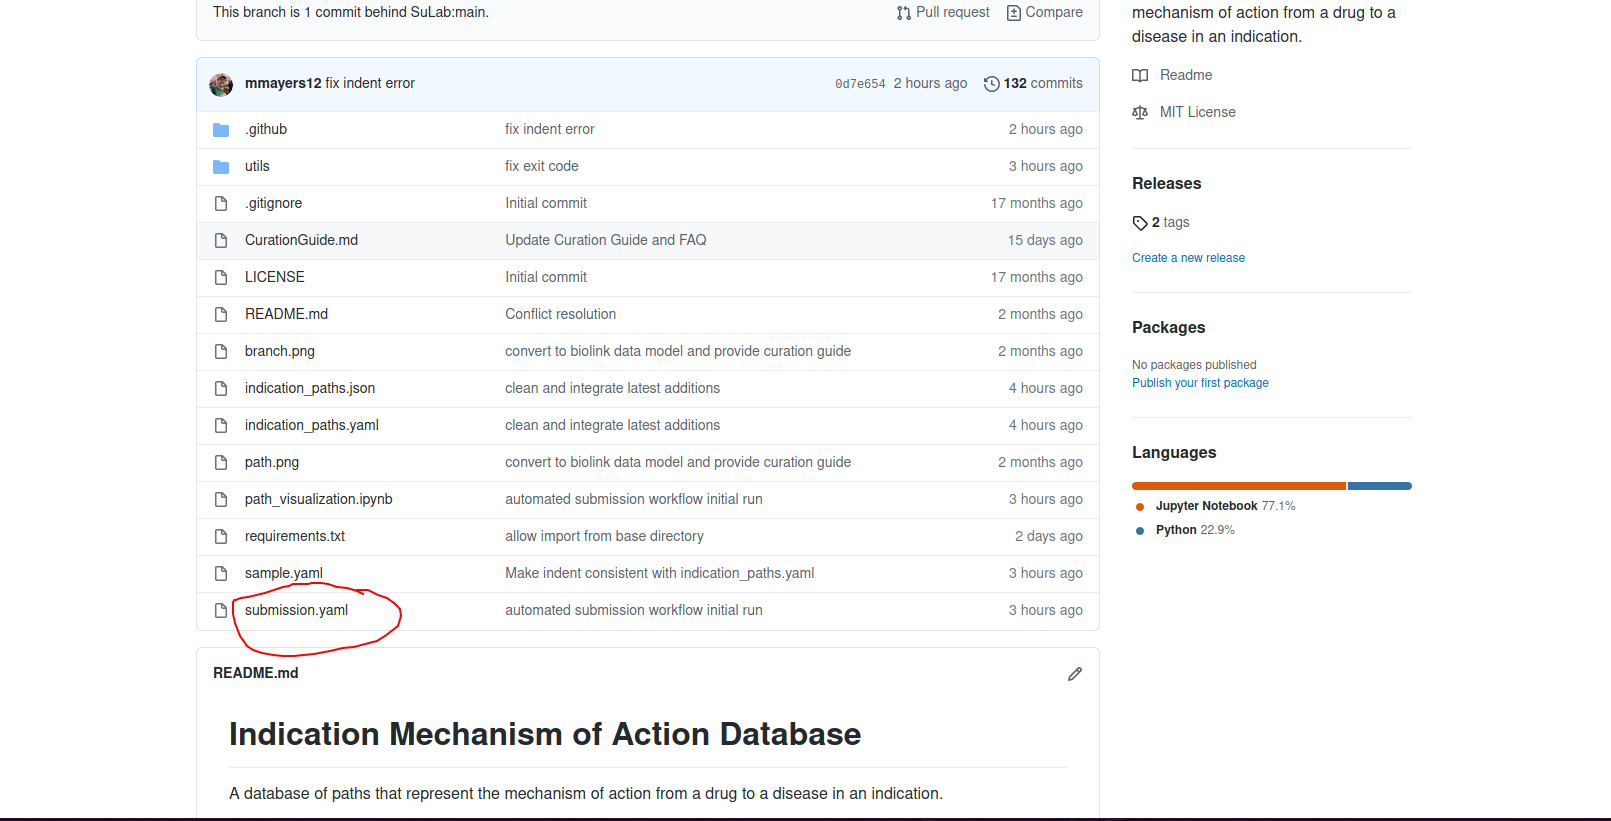 This branch is 1 commit behind SuLab:main.
Pull request
Compare
mmayers12 fix indent error
0d7e654 2 hours ago
132 commits
.github fix indent error 2 hours ago
utils fix exit code 3 hours ago
.gitignore Initial commit 17 months ago
CurationGuide.md Update Curation Guide and FAQ 15 days ago
LICENSE Initial commit 17 months ago
README.md Conflict resolution 2 months ago
branch.png convert to biolink data model and provide curation guide 2 months ago
indication_paths.json clean and integrate latest additions 4 hours ago
indication_paths.yaml clean and integrate latest additions 4 hours ago
path.png convert to biolink data model and provide curation guide 2 months ago
path_visualization.ipynb automated submission workflow initial run 3 hours ago
requirements.txt allow import from base directory 2 days ago
sample.yaml Make indent consistent with indication_paths.yaml 3 hours ago
submission.yaml automated submission workflow initial run 3 hours ago
README.md
Indication Mechanism of Action Database
A database of paths that represent the mechanism of action from a drug to a disease in an indication.
mechanism of action from a drug to a
disease in an indication.
Readme
MIT License
Releases
2 tags
Create a new release
Packages
No packages published
Publish your first package
Languages
Jupyter Notebook 77.1%
Python 22.9%